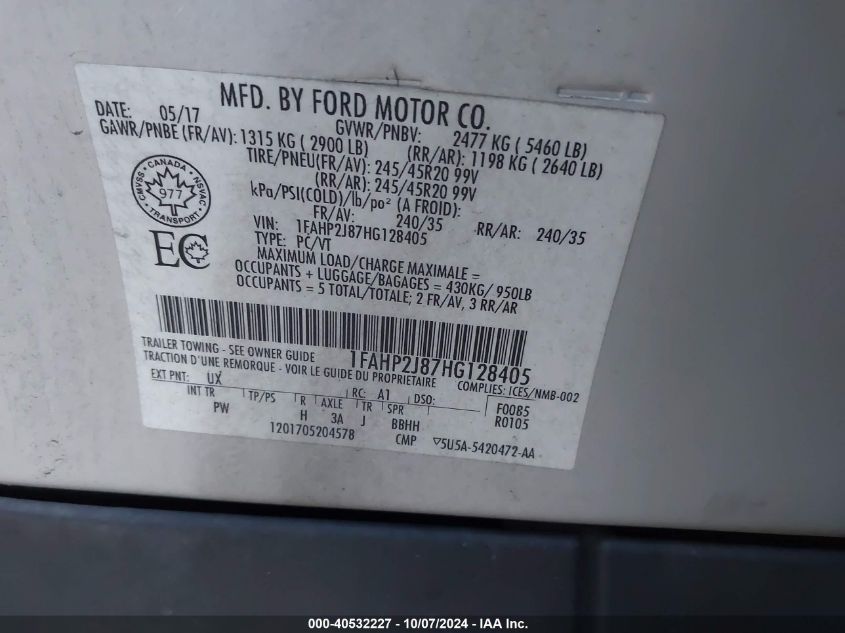 MFD. BY FORD MOTOR CO.
DATE: 05/17 GVWR/PNBV: 2477 KG ( 5460 LB)
GAWR/PNBE (FR/AV): 1315 KG ( 2900 LB) (RR/AR): 1198 KG ( 2640 LB)
TIRE/PNEU(FR/AV): 245/45R20 99V
(RR/AR): 245/45R20 99V
kPa/PSI(COLD)/lb/po² (A FROID):
FR/AV: 240/35 RR/AR: 240/35
VIN: 1FAHP2J87HG128405
TYPE: PC/VT
MAXIMUM LOAD/CHARGE MAXIMALE =
OCCUPANTS + LUGGAGE/BAGAGES = 430KG/ 950LB
OCCUPANTS = 5 TOTAL/TOTALE; 2 FR/AV, 3 RR/AR
CANADA
SVMAC NSVAC
977
TRANSPORT
EC
TRAILER TOWING - SEE OWNER GUIDE
1FAHP2J87HG128405
TRACTION D'UNE REMORQUE - VOIR LE GUIDE DU PROPRIETAIRE
COMPLIES: ICES/NMB-002
EXT PNT: UX RC: A1 DSO:
INT TR TP/PS R AXLE TR SPR F0085
PW H 3A J BBHH R0105
1201705204578 CMP ▽5U5A-5420472-AA
000-40532227 - 10/07/2024 - IAA Inc.